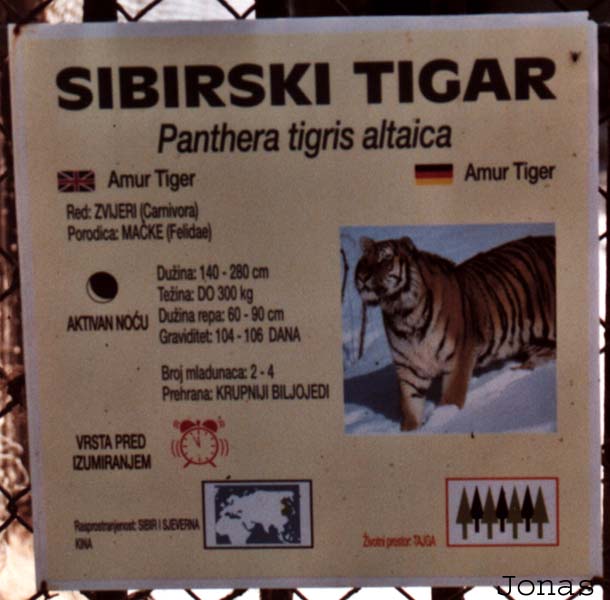 SIBIRSKI TIGAR
Panthera tigris altaica
Amur Tiger
Amur Tiger
Red: ZVIJERI (Carnivora)
Porodica: MAČKE (Felidae)
AKTIVAN NOĆU
Dužina: 140 - 280 cm
Težina: DO 300 kg
Dužina repa: 60 - 90 cm
Graviditet: 104 - 106 DANA
Broj mladunaca: 2 - 4
Prehrana: KRUPNIJI BILJOJEDI
VRSTA PRED
IZUMIRANJEM
Rasprostranjenost: SIBIR I SJEVERNA
KINA
Životni prostor: TAJGA
Jonas